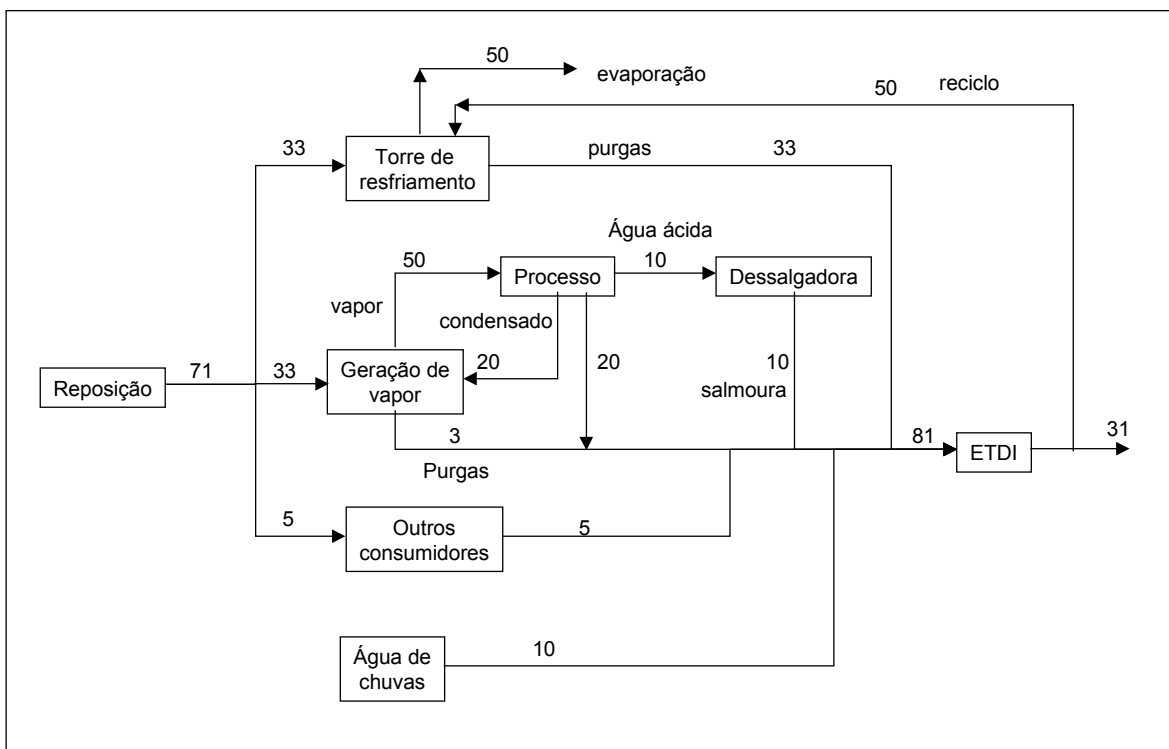 50
evaporação
50
reciclo
33
Torre de
resfriamento
purgas
33
Água ácida
50
Processo
10
Dessalgadora
vapor
condensado
Reposição
71
33
Geração de
vapor
20
20
10
salmoura
3
Purgas
81
ETDI
31
5
Outros
consumidores
5
Água de
chuvas
10